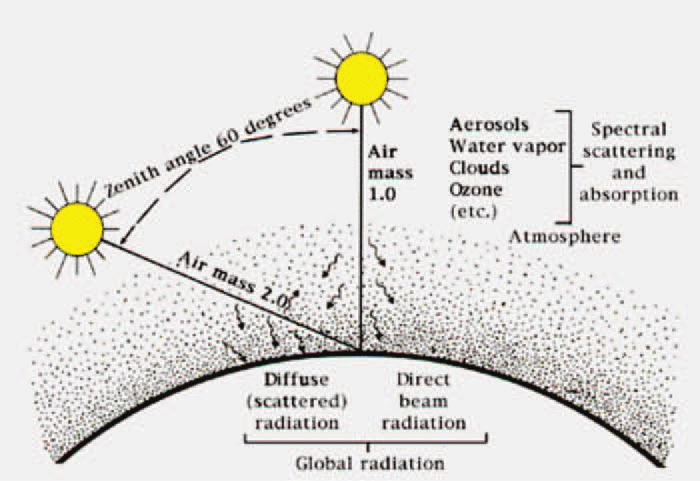 Zenith angle 60 degrees
Air
mass
1.0
Aerosols
Water vapor
Clouds
Ozone
(etc.)
Spectral
scattering
and
absorption
Atmosphere
Air mass 2.0
Diffuse
(scattered)
radiation
Direct
beam
radiation
Global radiation